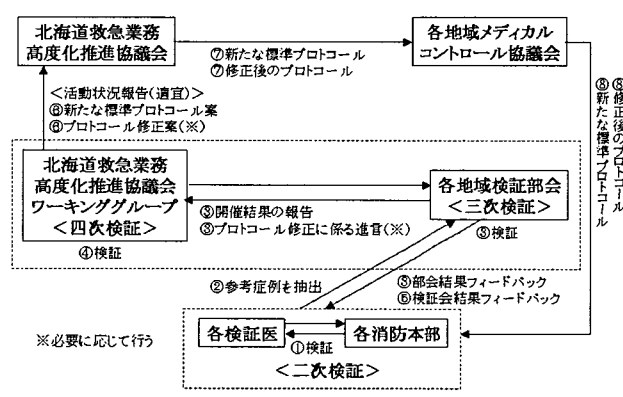 北海道救急業務
高度化推進協議会
各地域メディカル
コントロール協議会
⑦新たな標準プロトコール
⑦修正後のプロトコール
<活動状況報告(適宜)>
⑥新たな標準プロトコール案
⑥プロトコール修正案(※)
⑧修正後のプロトコール
⑧新たな標準プロトコール
北海道救急業務
高度化推進協議会
ワーキンググループ
<四次検証>
④検証
各地域検証部会
<三次検証>
③検証
③開催結果の報告
③プロトコール修正に係る進言(※)
②参考症例を抽出
⑤部会結果フィードバック
⑥検証会結果フィードバック
※必要に応じて行う
各検証医
各消防本部
①検証
<二次検証>